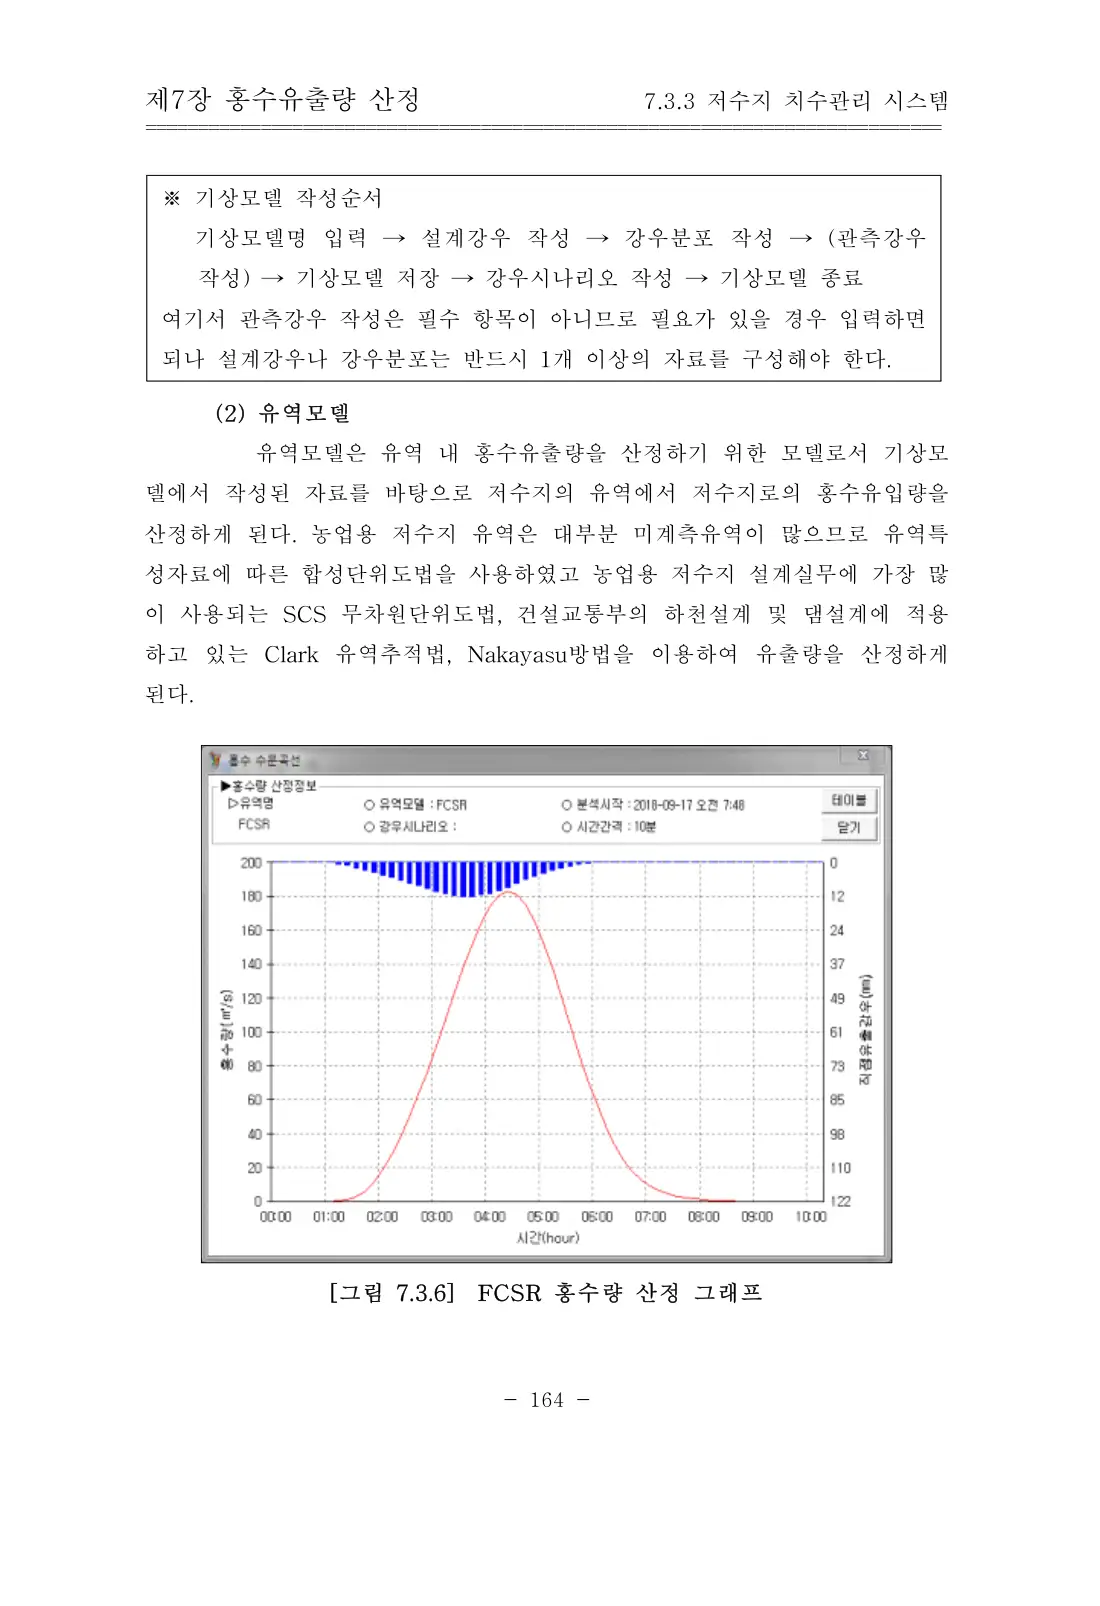 제7장 홍수유출량 산정
7.3.3 저수지 치수관리 시스템
※ 기상모델 작성순서
기상모델명 입력 → 설계강우 작성 → 강우분포 작성 → (관측강우
작성) → 기상모델 저장 → 강우시나리오 작성 → 기상모델 종료
여기서 관측강우 작성은 필수 항목이 아니므로 필요가 있을 경우 입력하면
되나 설계강우나 강우분포는 반드시 1개 이상의 자료를 구성해야 한다.
(2) 유역모델
유역모델은 유역 내 홍수유출량을 산정하기 위한 모델로서 기상모
델에서 작성된 자료를 바탕으로 저수지의 유역에서 저수지로의 홍수유입량을
산정하게 된다. 농업용 저수지 유역은 대부분 미계측유역이 많으므로 유역특
성자료에 따른 합성단위도법을 사용하였고 농업용 저수지 설계실무에 가장 많
이 사용되는 SCS 무차원단위도법, 건설교통부의 하천설계 및 댐설계에 적용
하고 있는 Clark 유역추적법, Nakayasu방법을 이용하여 유출량을 산정하게
된다.
홍수 수문곡선
▶홍수량 산정정보
▷유역명
○ 유역모델 : FCSR
○ 분석시작 : 2018-09-17 오전 7:48
테이블
FCSR
○ 강우시나리오 :
○ 시간간격 : 10분
닫기
200
180
160
140
120
100
80
60
40
20
0
홍수량(㎥/s)
0
12
24
37
49
61
73
85
98
110
122
직접유출강우(mm)
00:00 01:00 02:00 03:00 04:00 05:00 06:00 07:00 08:00 09:00 10:00
시간(hour)
[그림 7.3.6] FCSR 홍수량 산정 그래프
- 164 -